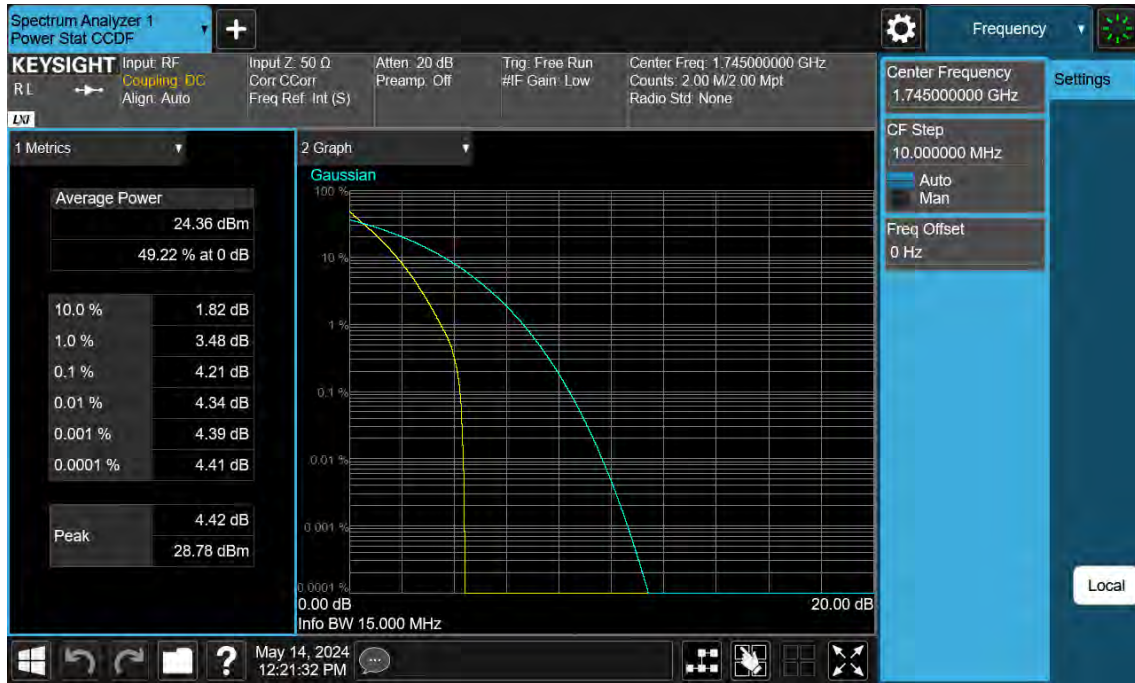 Spectrum Analyzer 1
Power Stat CCDF
+
Frequency
KEYSIGHT
RL
LXI
Input: RF
Coupling: DC
Align: Auto
Input Z: 50 Ω
Corr CCorr
Freq Ref: Int (S)
Atten: 20 dB
Preamp: Off
Trig: Free Run
#IF Gain: Low
Center Freq: 1.745000000 GHz
Counts: 2.00 M/2.00 Mpt
Radio Std: None
Center Frequency
1.745000000 GHz
Settings
CF Step
10.000000 MHz
Auto
Man
Freq Offset
0 Hz
Local
1 Metrics
Average Power
24.36 dBm
49.22 % at 0 dB
10.0 % 1.82 dB
1.0 % 3.48 dB
0.1 % 4.21 dB
0.01 % 4.34 dB
0.001 % 4.39 dB
0.0001 % 4.41 dB
Peak
4.42 dB
28.78 dBm
2 Graph
Gaussian
100 %
10 %
1 %
0.1 %
0.01 %
0.001 %
0.0001 %
0.00 dB 20.00 dB
Info BW 15.000 MHz
?
May 14, 2024
12:21:32 PM